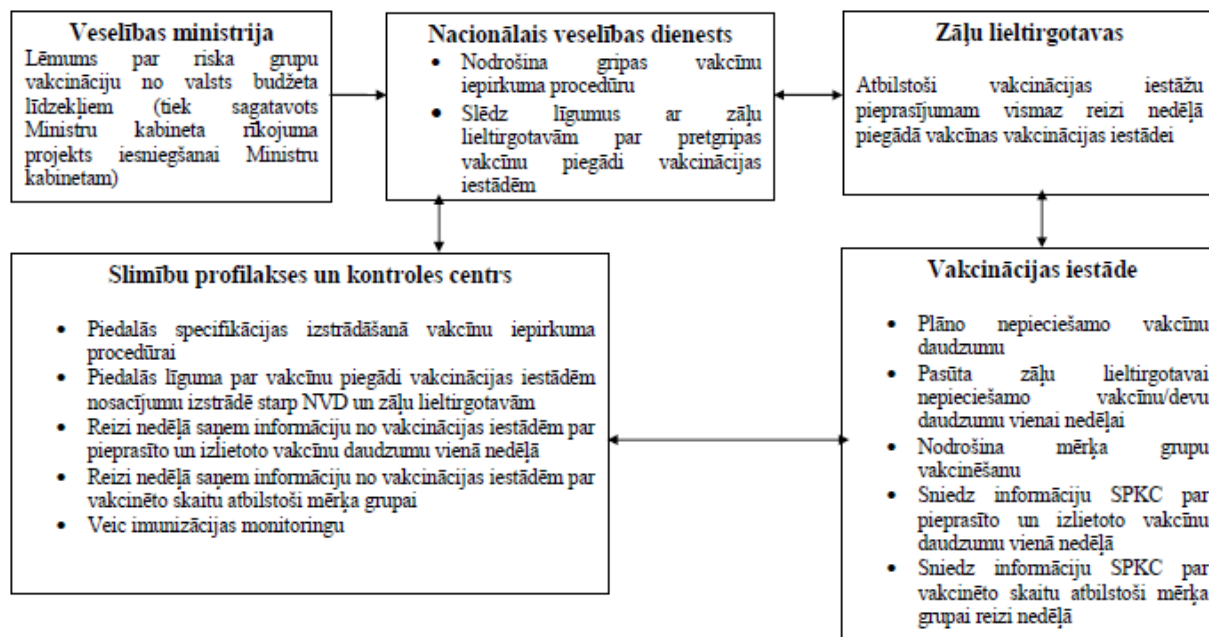 Veselības ministrija
Lēmums par riska grupu
vakcināciju no valsts budžeta
līdzekļiem (tiek sagatavots
Ministru kabineta rīkojuma
projekts iesniegšanai Ministru
kabinetam)
Nacionālais veselības dienests
• Nodrošina gripas vakcīnu
iepirkuma procedūru
• Slēdz līgumus ar zāļu
lieltirgotavām par pretgripas
vakcīnu piegādi vakcinācijas
iestādēm
Zāļu lieltirgotavas
Atbilstoši vakcinācijas iestāžu
pieprasījumam vismaz reizi nedēļā
piegādā vakcīnas vakcinācijas iestādei
Slimību profilakses un kontroles centrs
• Piedalās specifikācijas izstrādāšanā vakcīnu iepirkuma
procedūrai
• Piedalās līguma par vakcīnu piegādi vakcinācijas iestādēm
nosacījumu izstrādē starp NVD un zāļu lieltirgotavām
• Reizi nedēļā saņem informāciju no vakcinācijas iestādēm par
pieprasīto un izlietoto vakcīnu daudzumu vienā nedēļā
• Reizi nedēļā saņem informāciju no vakcinācijas iestādēm par
vakcinēto skaitu atbilstoši mērķa grupai
• Veic imunizācijas monitoringu
Vakcinācijas iestāde
• Plāno nepieciešamo vakcīnu
daudzumu
• Pasūta zāļu lieltirgotavai
nepieciešamo vakcīnu/devu
daudzumu vienai nedēļai
• Nodrošina mērķa grupu
vakcinēšanu
• Sniedz informāciju SPKC par
pieprasīto un izlietoto vakcīnu
daudzumu vienā nedēļā
• Sniedz informāciju SPKC par
vakcinēto skaitu atbilstoši mērķa
grupai reizi nedēļā